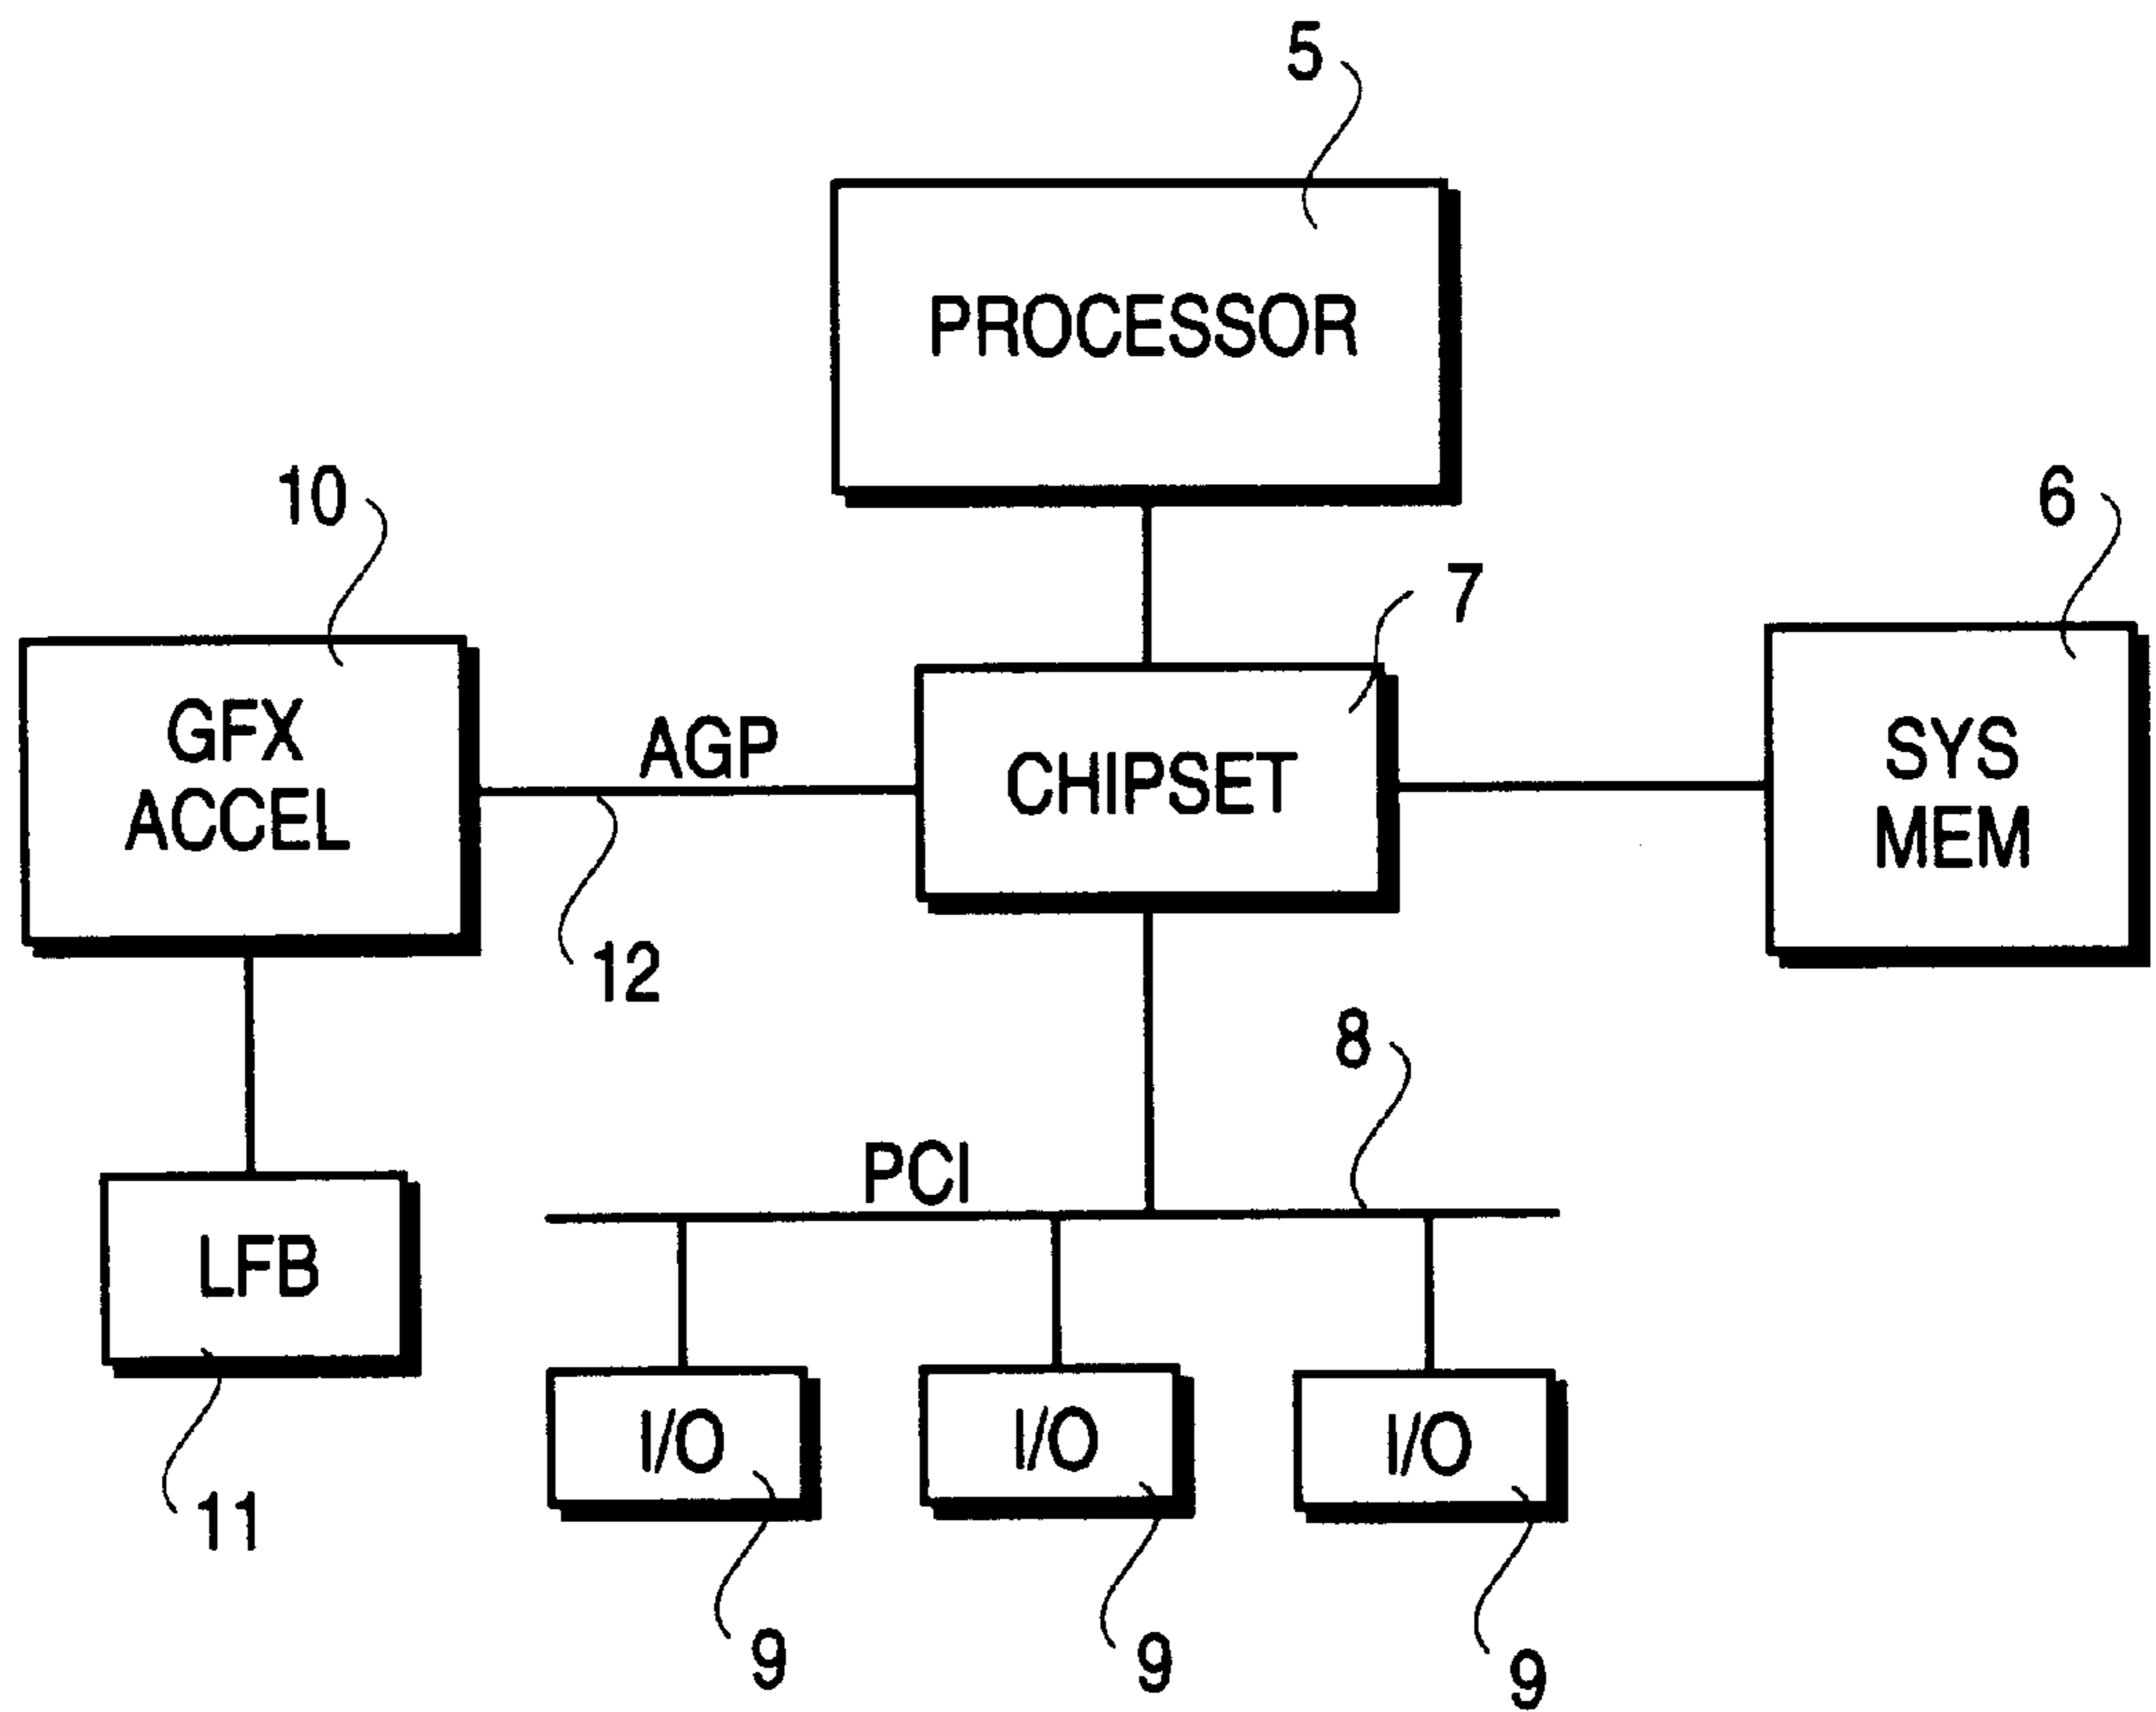 5
PROCESSOR
10
6
7
GFX
ACCEL
AGP
CHIPSET
SYS
MEM
12
8
PCI
LFB
I/O
I/O
I/O
11
9
9
9